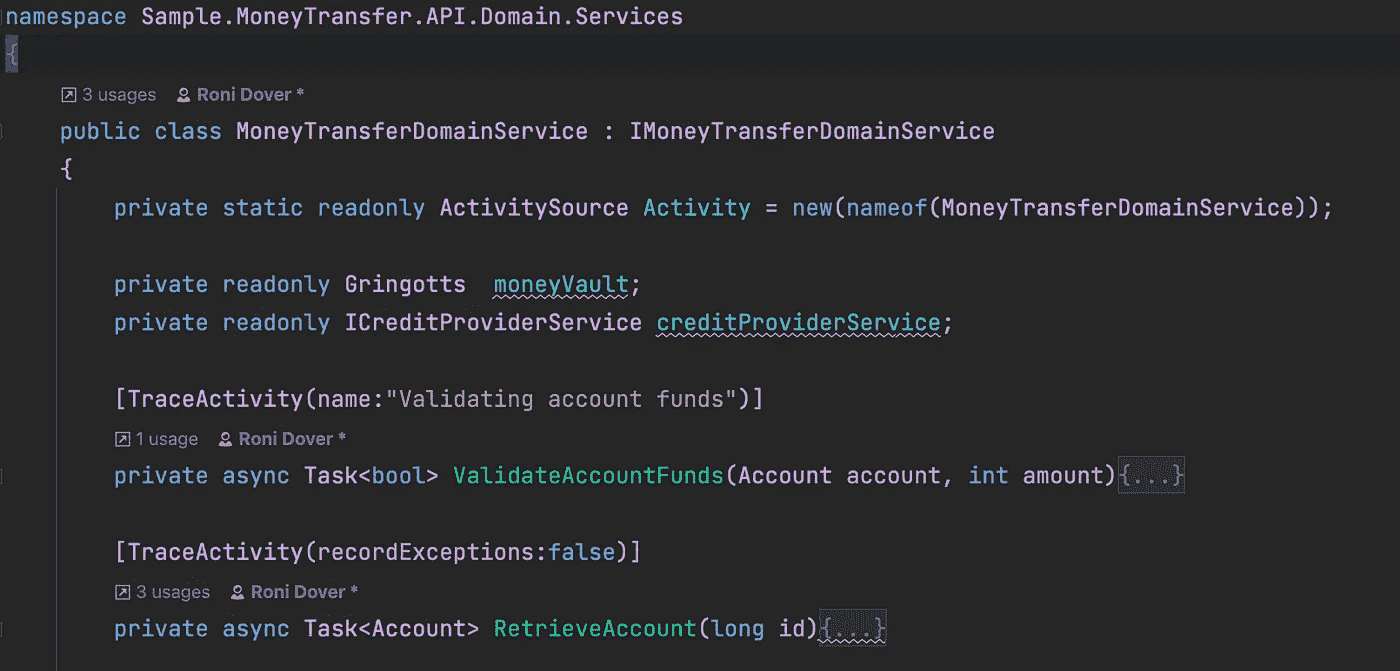 namespace Sample.MoneyTransfer.API.Domain.Services
{
3 usages Roni Dover *
public class MoneyTransferDomainService : IMoneyTransferDomainService
{
private static readonly ActivitySource Activity = new(nameof(MoneyTransferDomainService));
private readonly Gringotts moneyVault;
private readonly ICreditProviderService creditProviderService;
[TraceActivity(name:"Validating account funds")]
1 usage Roni Dover *
private async Task<bool> ValidateAccountFunds(Account account, int amount){...}
[TraceActivity(recordExceptions:false)]
3 usages Roni Dover *
private async Task<Account> RetrieveAccount(long id){...}